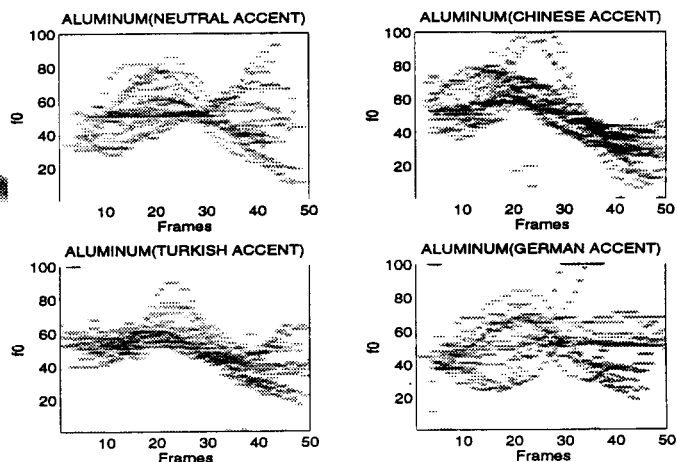 ALUMINUM(NEUTRAL ACCENT)
100
80
60
40
20
f0
10 20 30 40 50
Frames
ALUMINUM(CHINESE ACCENT)
100
80
60
40
20
f0
10 20 30 40 50
Frames
ALUMINUM(TURKISH ACCENT)
100
80
60
40
20
f0
10 20 30 40 50
Frames
ALUMINUM(GERMAN ACCENT)
100
80
60
40
20
f0
10 20 30 40 50
Frames